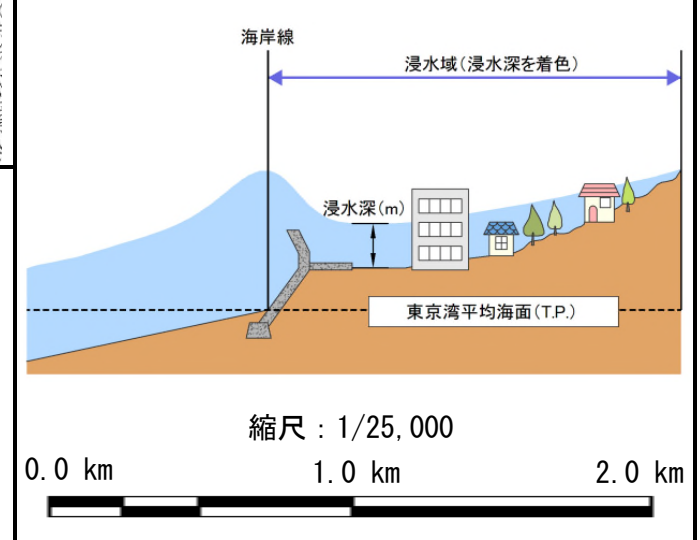 海岸線
浸水域(浸水深を着色)
浸水深(m)
東京湾平均海面(T.P.)
縮尺：1/25,000
0.0 km 1.0 km 2.0 km